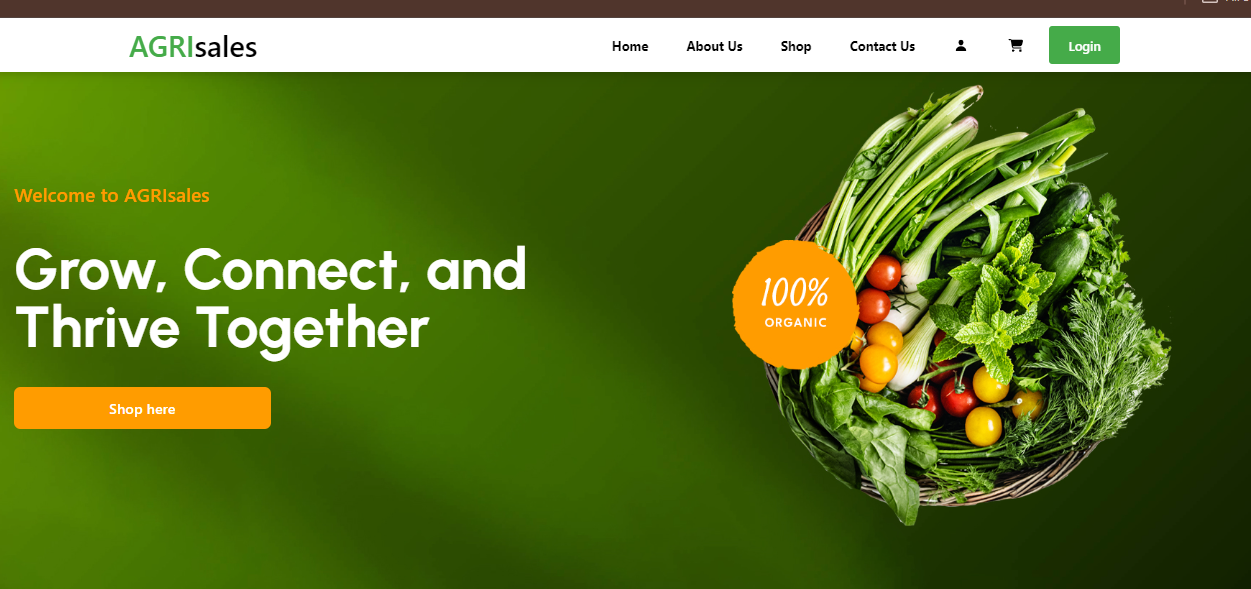 AGRIsales
Home
About Us
Shop
Contact Us
Login
Welcome to AGRIsales
Grow, Connect, and
Thrive Together
Shop here
100%
ORGANIC